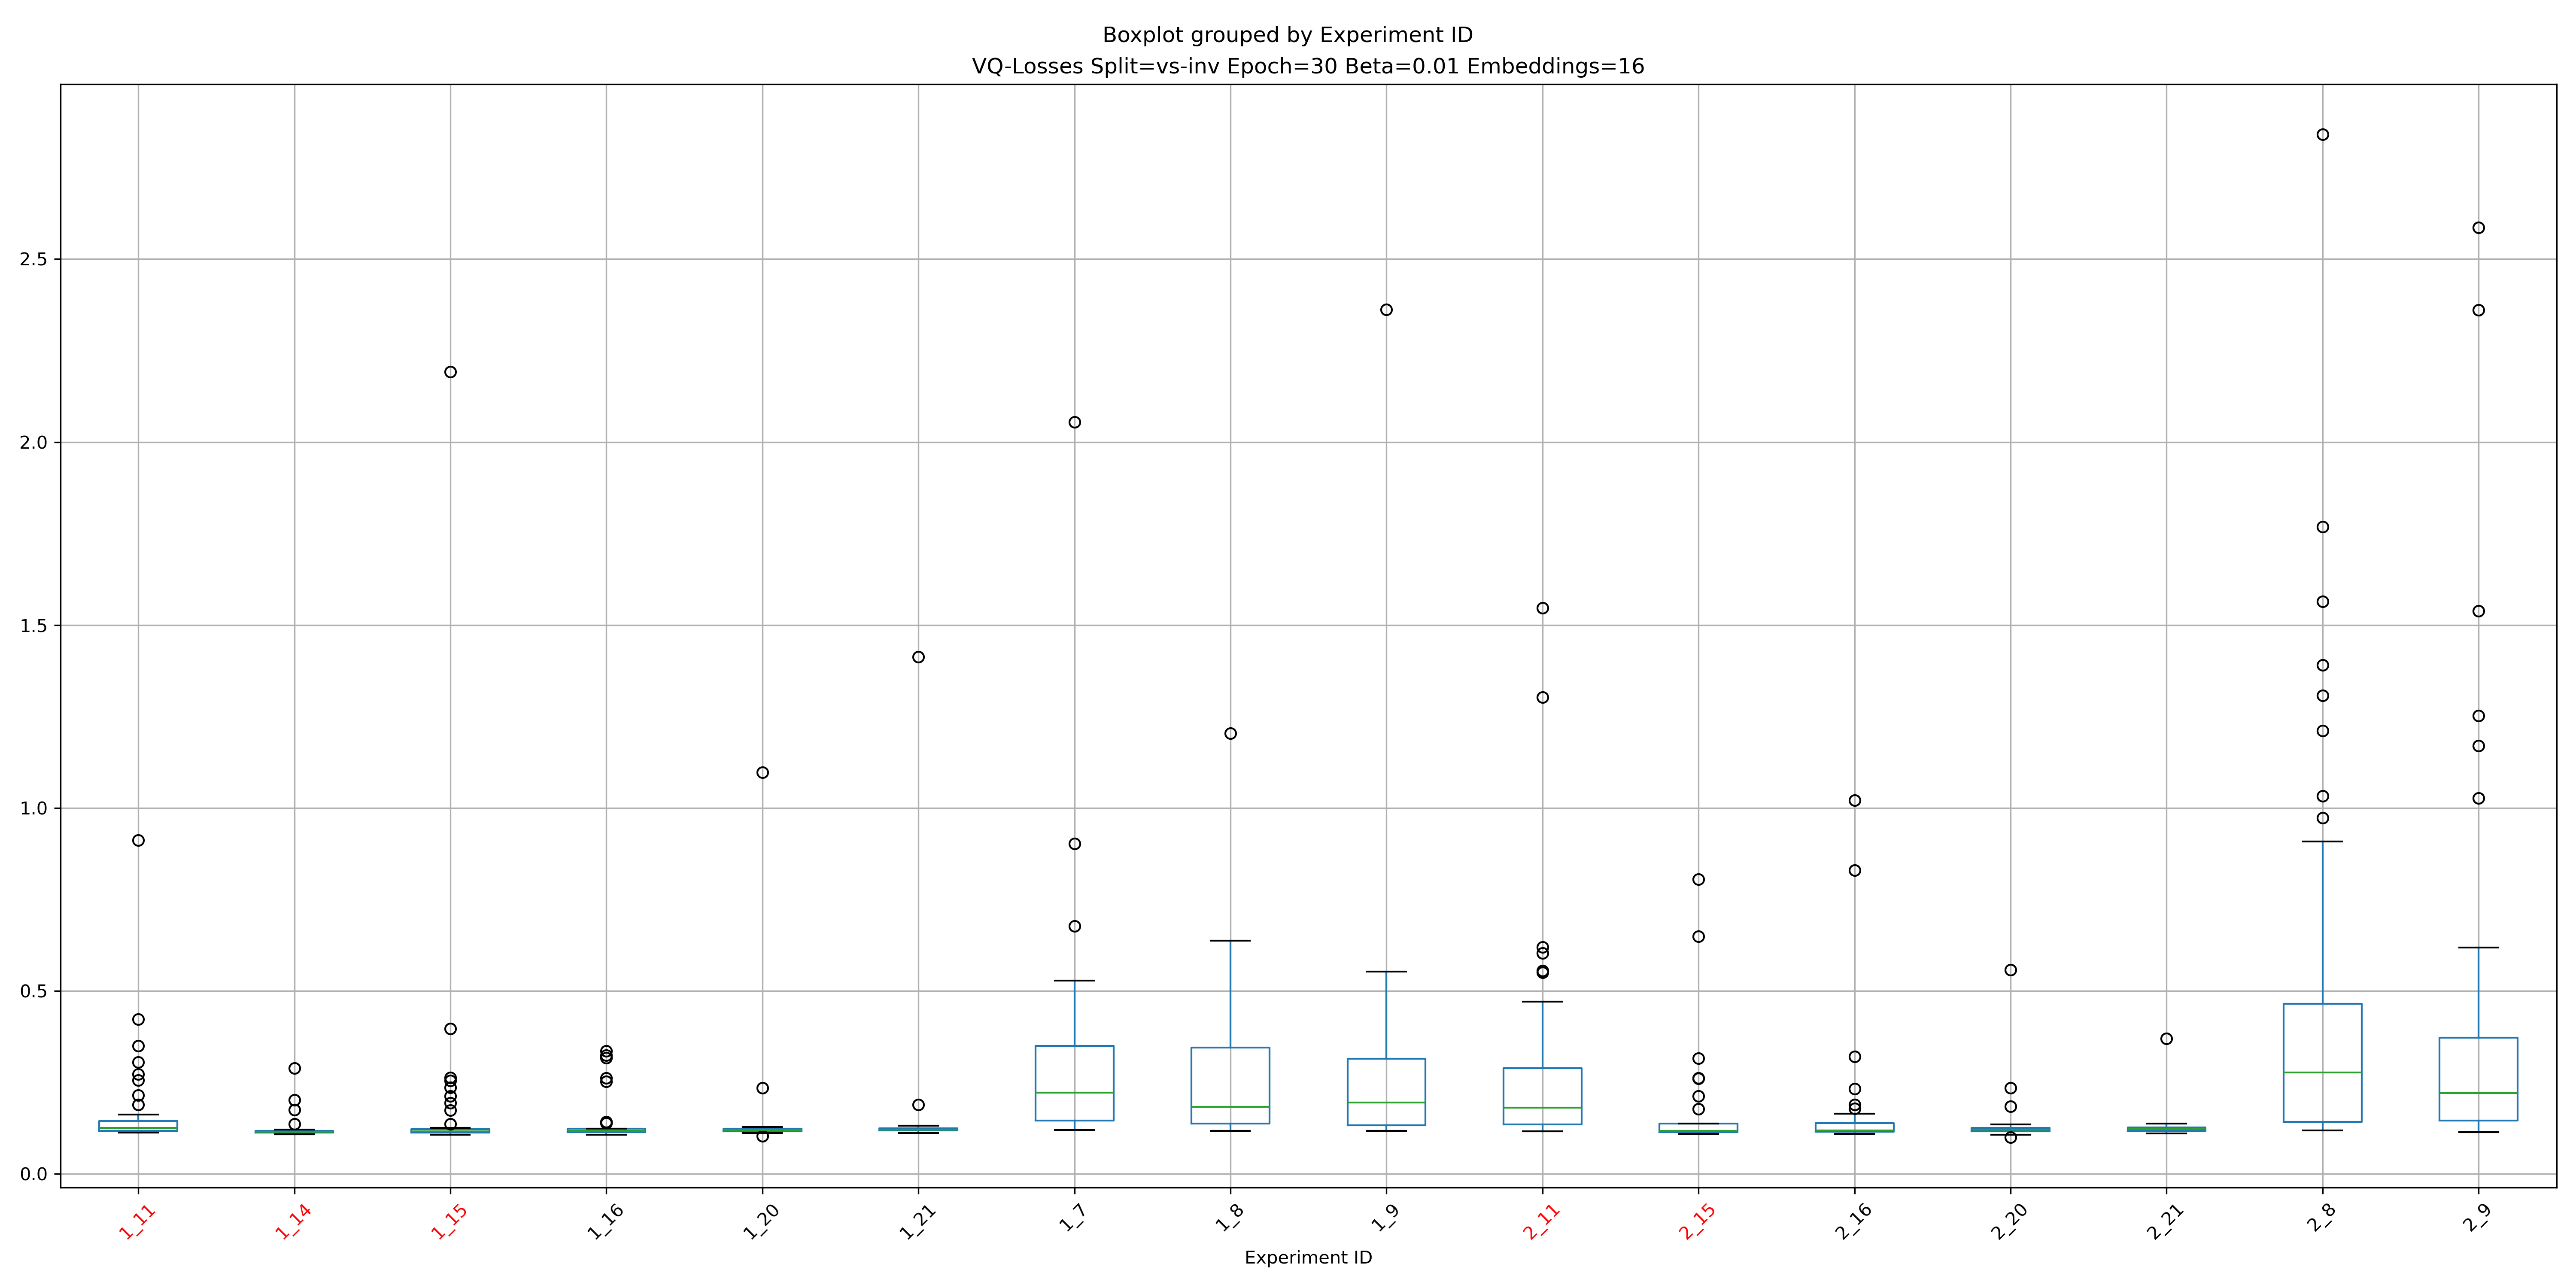 Boxplot grouped by Experiment ID
VQ-Losses Split=vs-inv Epoch=30 Beta=0.01 Embeddings=16
2.5
2.0
1.5
1.0
0.5
0.0
1_11 1_14 1_15 1_16 1_20 1_21 1_7 1_8 1_9 2_11 2_15 2_16 2_20 2_21 2_8 2_9
Experiment ID